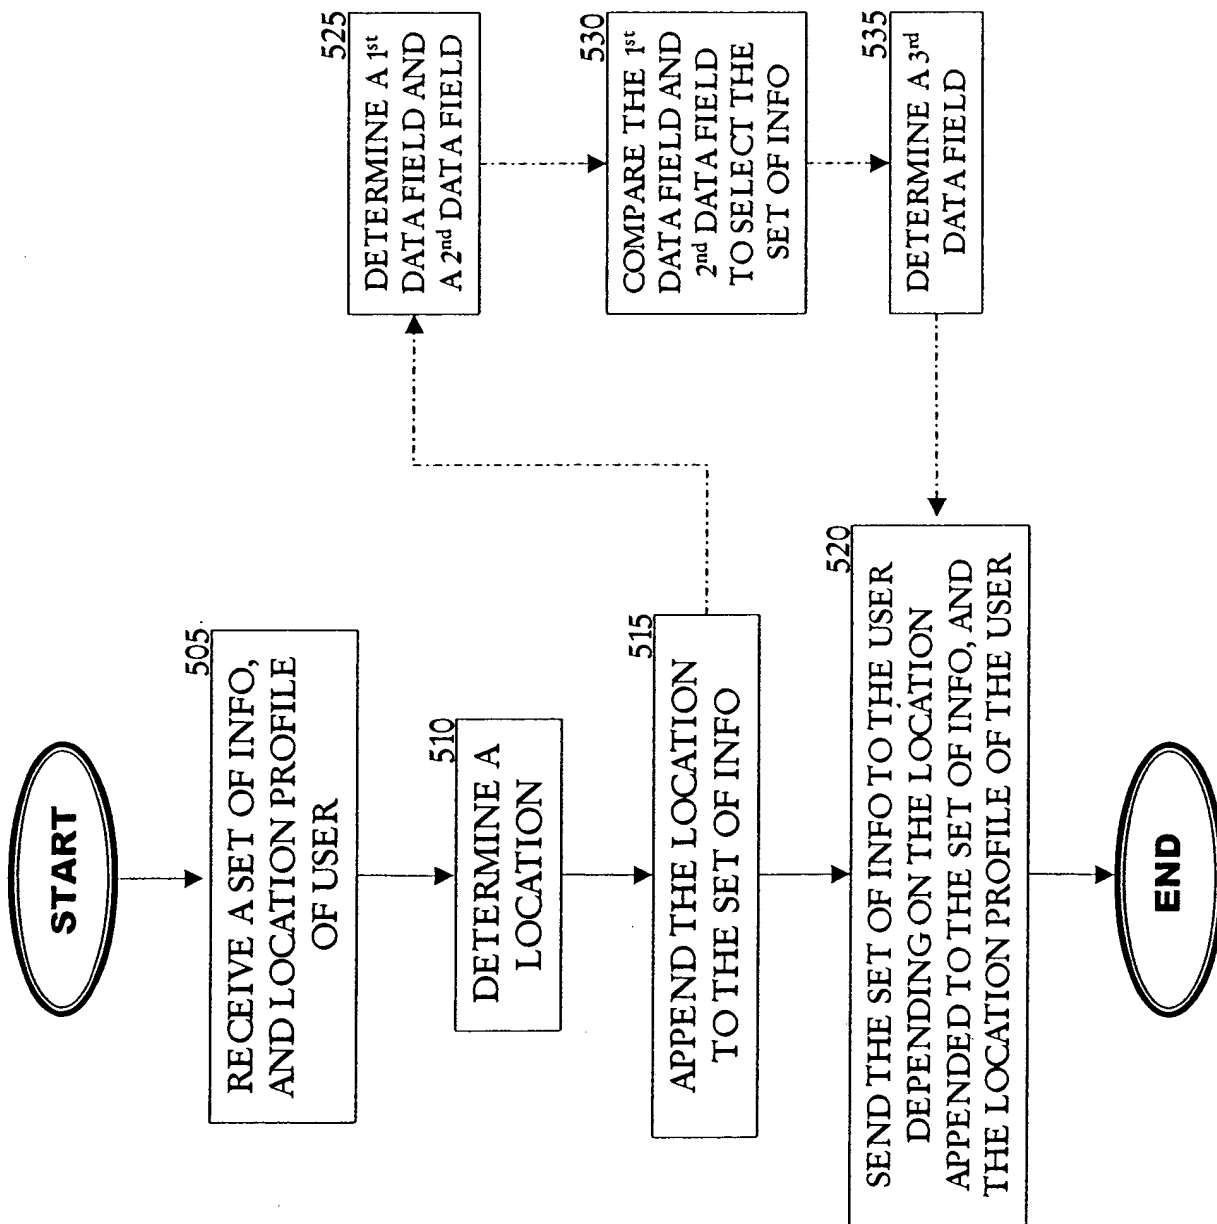 START
505
RECEIVE A SET OF INFO,
AND LOCATION PROFILE
OF USER
510
DETERMINE A
LOCATION
515
APPEND THE LOCATION
TO THE SET OF INFO
520
SEND THE SET OF INFO TO THE USER
DEPENDING ON THE LOCATION
APPENDED TO THE SET OF INFO, AND
THE LOCATION PROFILE OF THE USER
END
525
DETERMINE A 1st
DATA FIELD AND
A 2nd DATA FIELD
530
COMPARE THE 1st
DATA FIELD AND
2nd DATA FIELD
TO SELECT THE
SET OF INFO
535
DETERMINE A 3rd
DATA FIELD